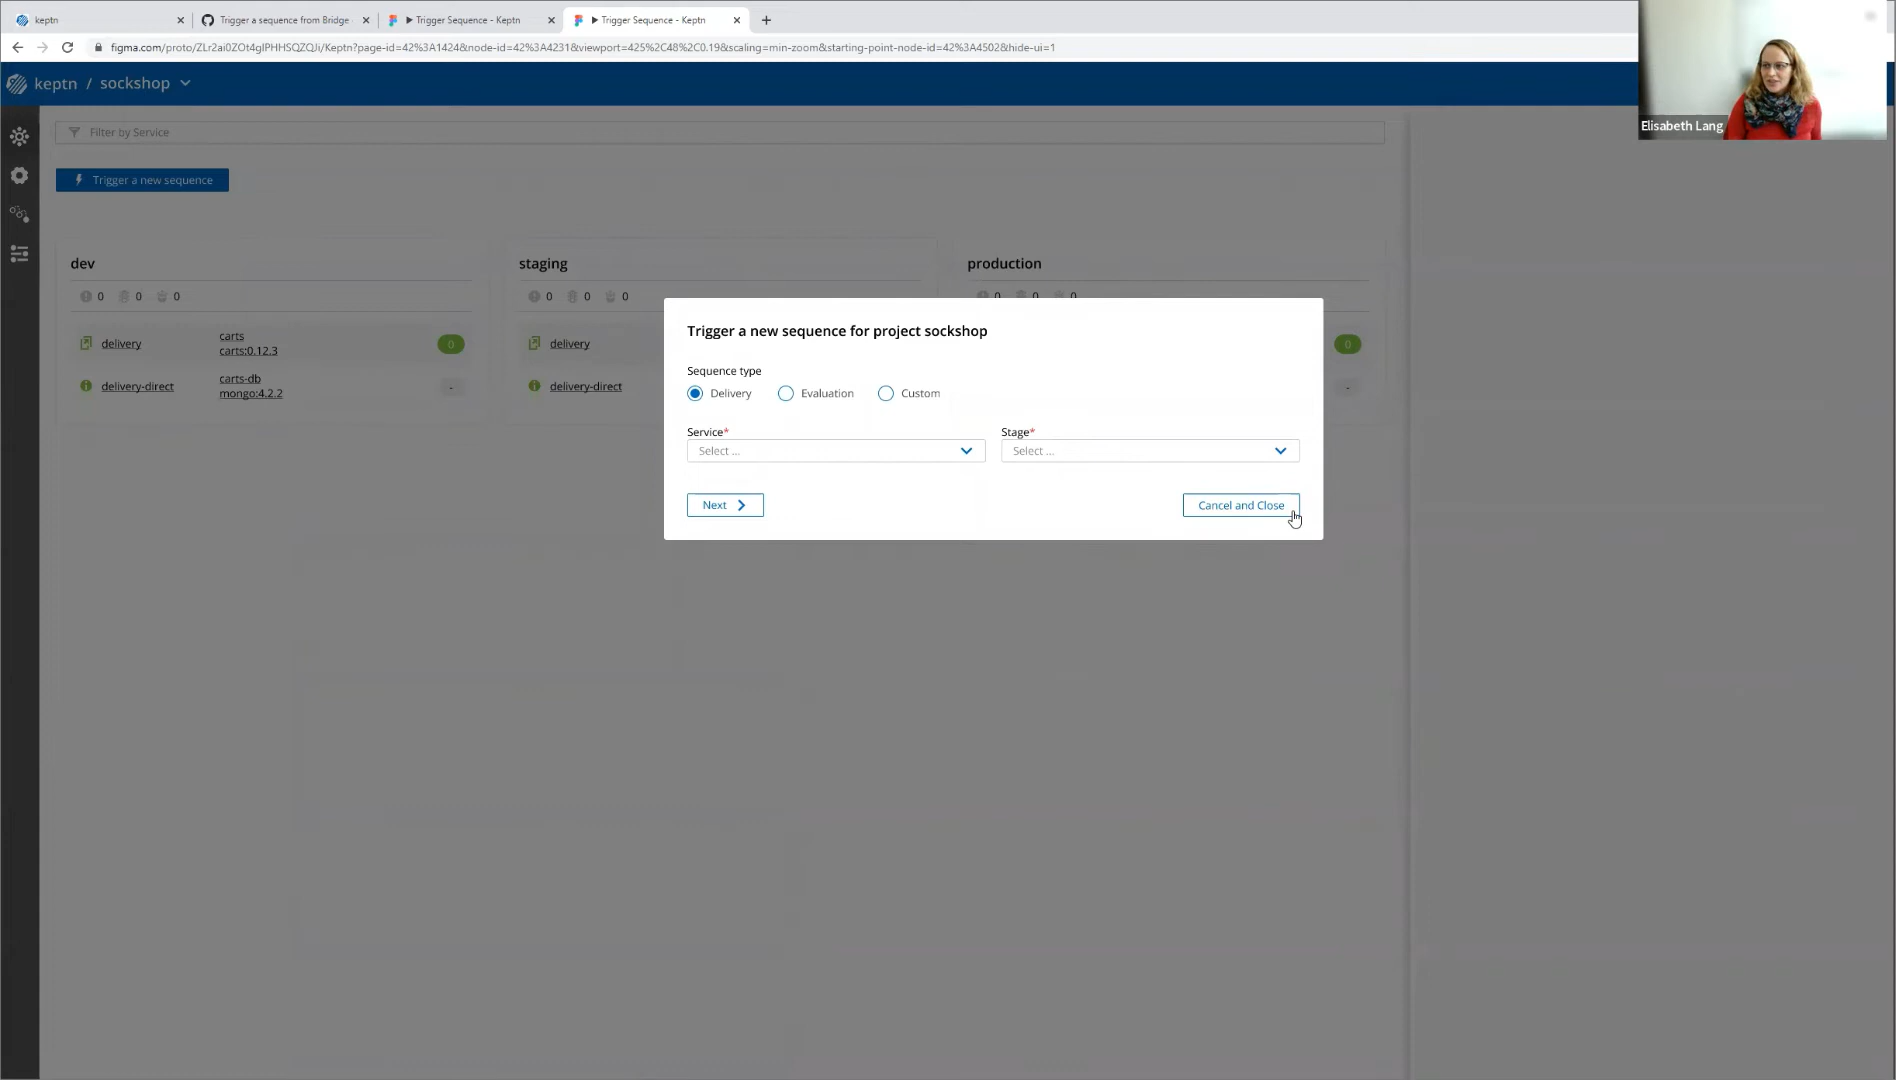 keptn
Trigger a sequence from Bridge
Trigger Sequence - Keptn
Trigger Sequence - Keptn
figma.com/proto/ZLr2ai0ZOt4gIPHHSQZQJi/Keptn?page-id=42%3A1424&node-id=42%3A4231&viewport=425%2C48%2C0.19&scaling=min-zoom&starting-point-node-id=42%3A4502&hide-ui=1
keptn / sockshop
Elisabeth Lang
Filter by Service
Trigger a new sequence
dev
0 0 0
delivery
carts
carts:0.12.3
0
delivery-direct
carts-db
mongo:4.2.2
-
staging
0 0 0
delivery
delivery-direct
production
0 0 0
0
-
Trigger a new sequence for project sockshop
Sequence type
Delivery Evaluation Custom
Service* Stage*
Select ... Select ...
Next Cancel and Close